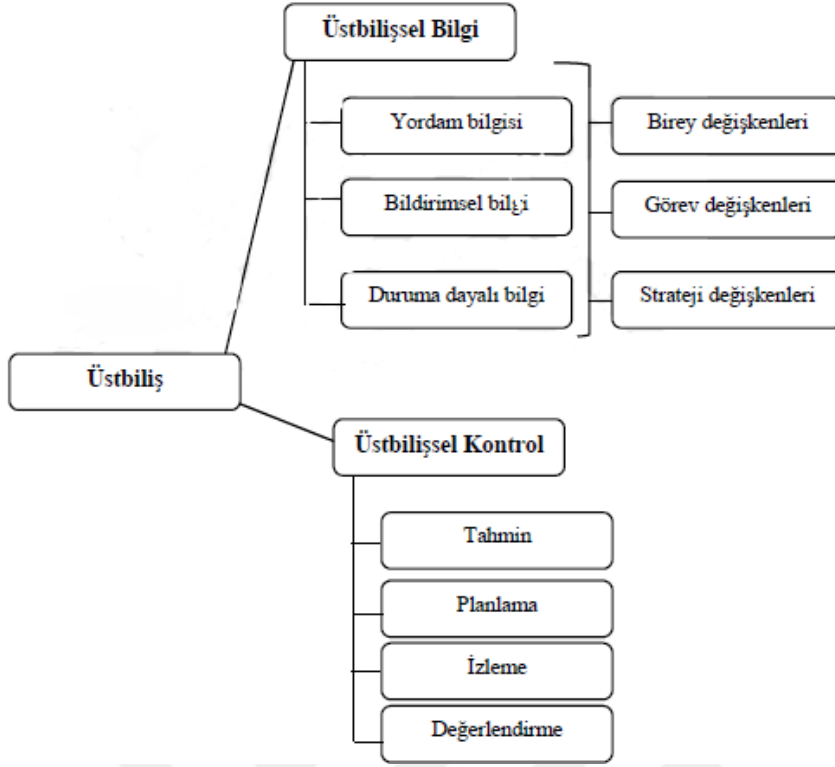 Üstbilişsel Bilgi
Yordam bilgisi
Birey değişkenleri
Bildirimsel bilgi
Görev değişkenleri
Duruma dayalı bilgi
Strateji değişkenleri
Üstbiliş
Üstbilişsel Kontrol
Tahmin
Planlama
İzleme
Değerlendirme